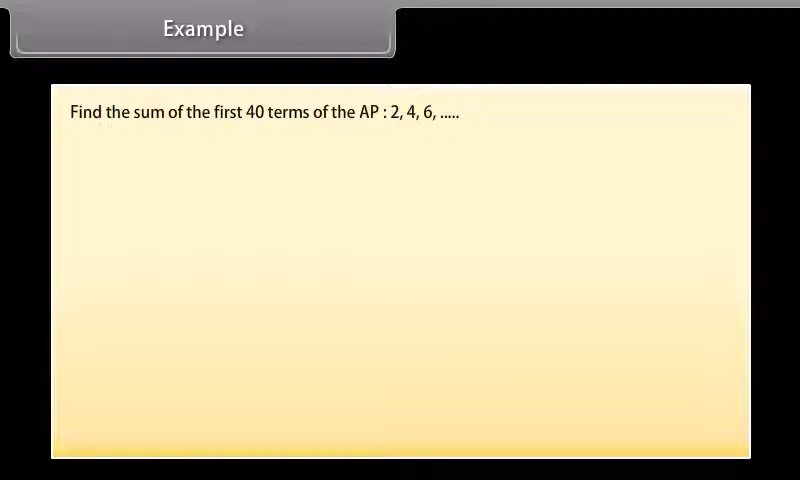 Example
Find the sum of the first 40 terms of the AP : 2, 4, 6, .....